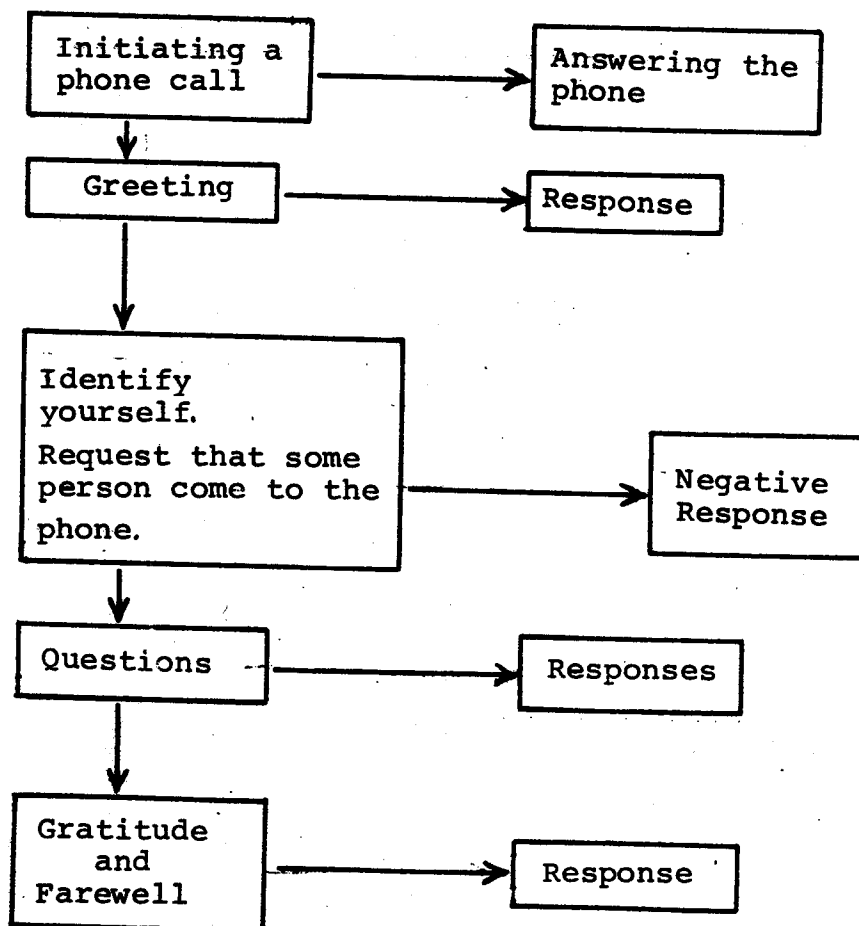 Initiating a
phone call
Answering the
phone
Greeting
Response
Identify
yourself.
Request that some
person come to the
phone.
Negative
Response
Questions
Responses
Gratitude
and
Farewell
Response